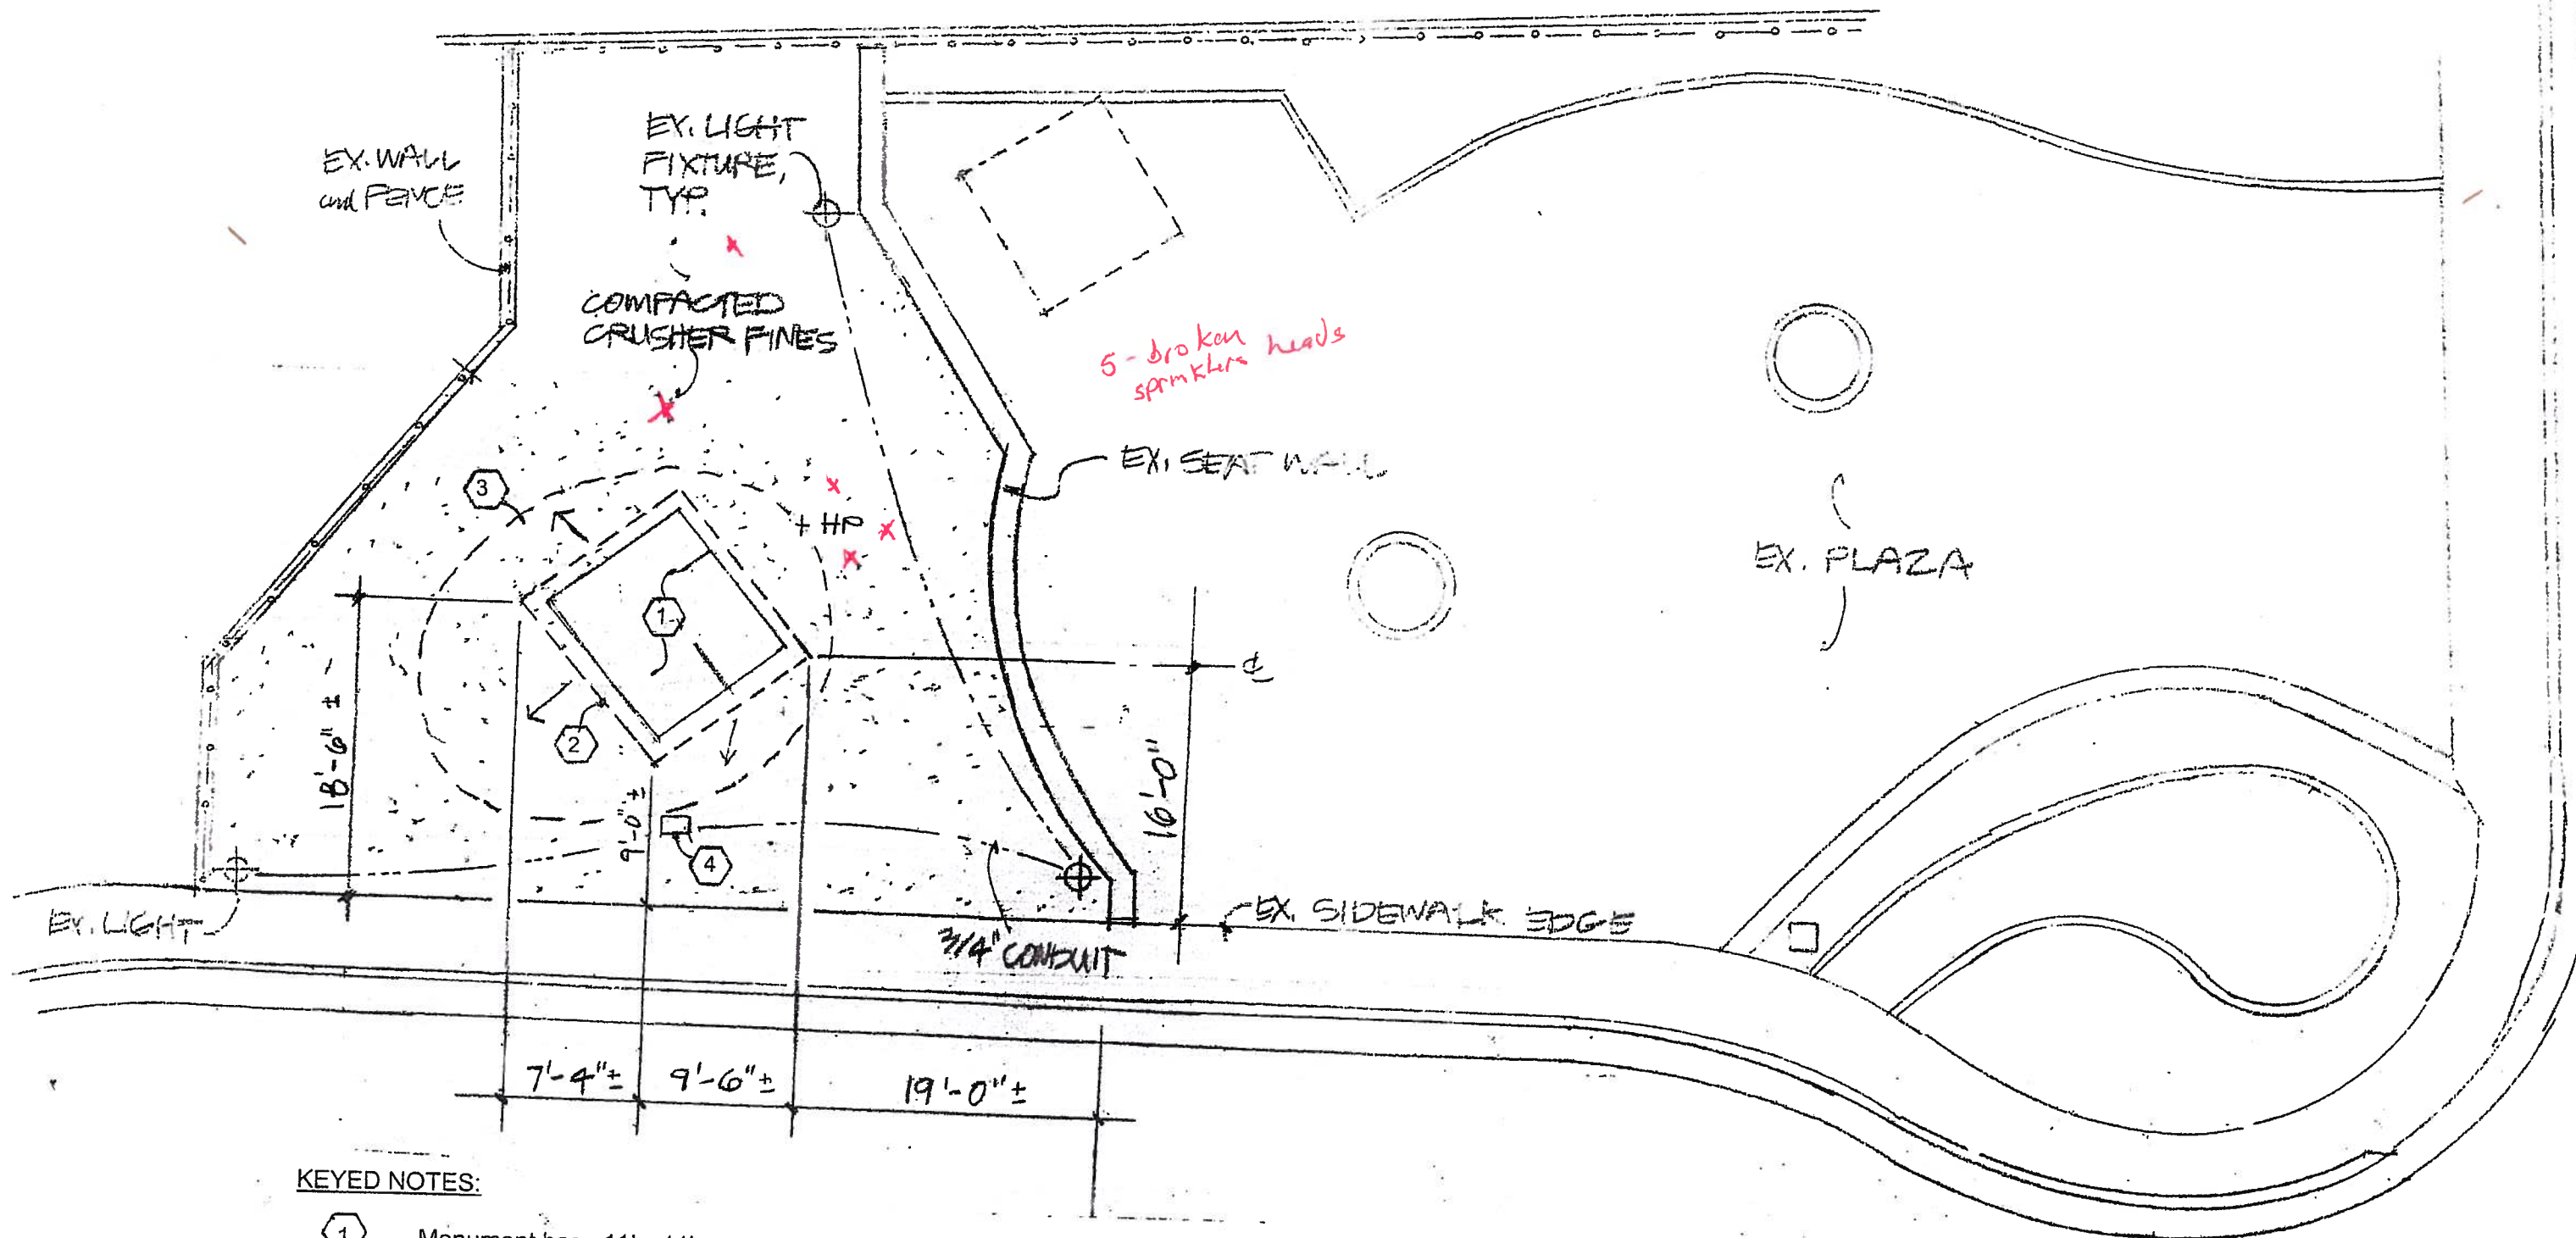 EX. WALL
and FENCE
EX. LIGHT
FIXTURE,
TYP.
COMPACTED
CRUSHER FINES
5 - broken heads
sprinklers
EX. SEAT WALL
3
+ HP
1
EX. PLAZA
2
18'-6" ±
9'-0" ±
16'-0"
4
EX. LIGHT
3/4" CONDUIT
EX. SIDEWALK EDGE
7'-4" ±
9'-6" ±
19'-0" ±
KEYED NOTES:
1